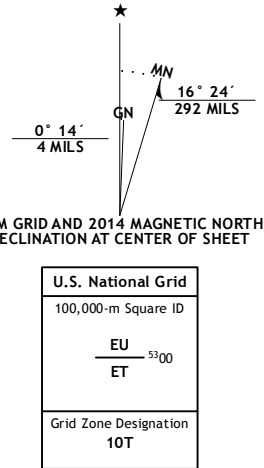 ★
MN
GN
16° 24´
292 MILS
0° 14´
4 MILS
M GRID AND 2014 MAGNETIC NORTH
ECLINATION AT CENTER OF SHEET
U.S. National Grid
100,000-m Square ID
EU
5300
ET
Grid Zone Designation
10T